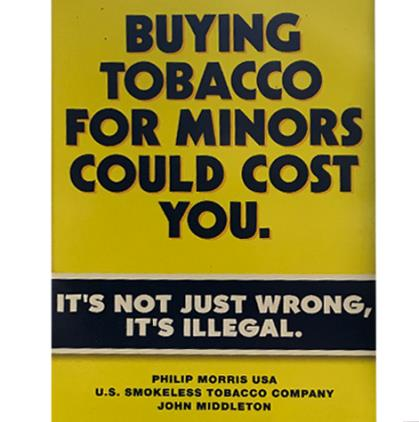 BUYING
TOBACCO
FOR MINORS
COULD COST
YOU.
IT'S NOT JUST WRONG,
IT'S ILLEGAL.
PHILIP MORRIS USA
U.S. SMOKELESS TOBACCO COMPANY
JOHN MIDDLETON